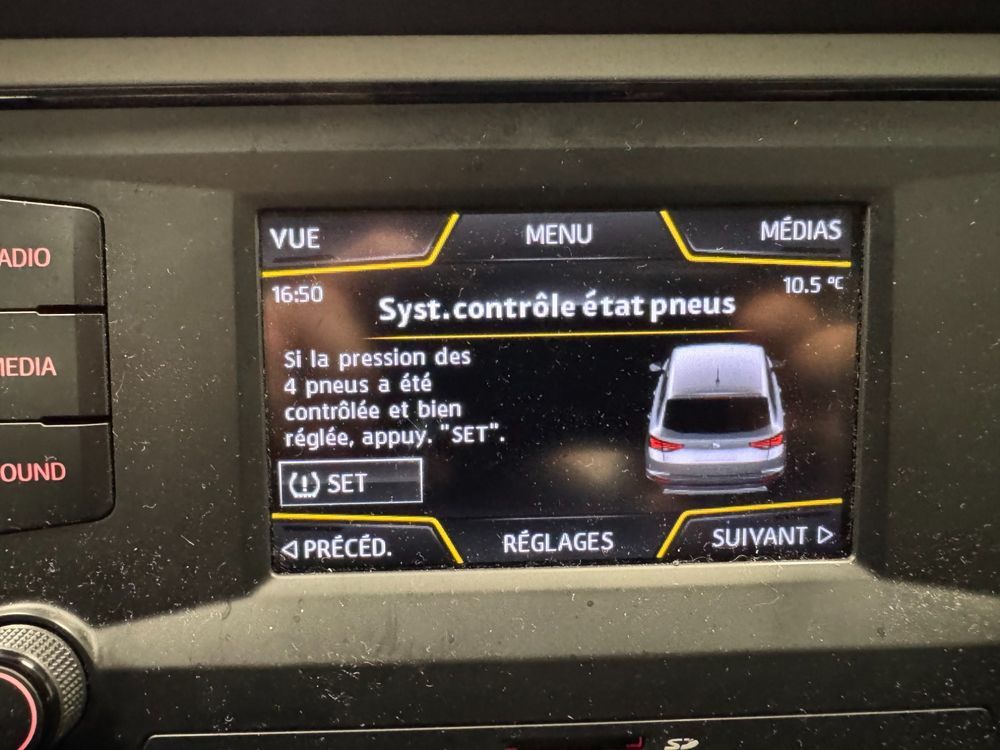 VUE
MENU
MÉDIAS
16:50
10.5 °C
Syst.contrôle état pneus
Si la pression des
4 pneus a été
contrôlée et bien
réglée, appuy. "SET".
SET
PRÉCÉD.
RÉGLAGES
SUIVANT
ADIO
MEDIA
OUND
SD